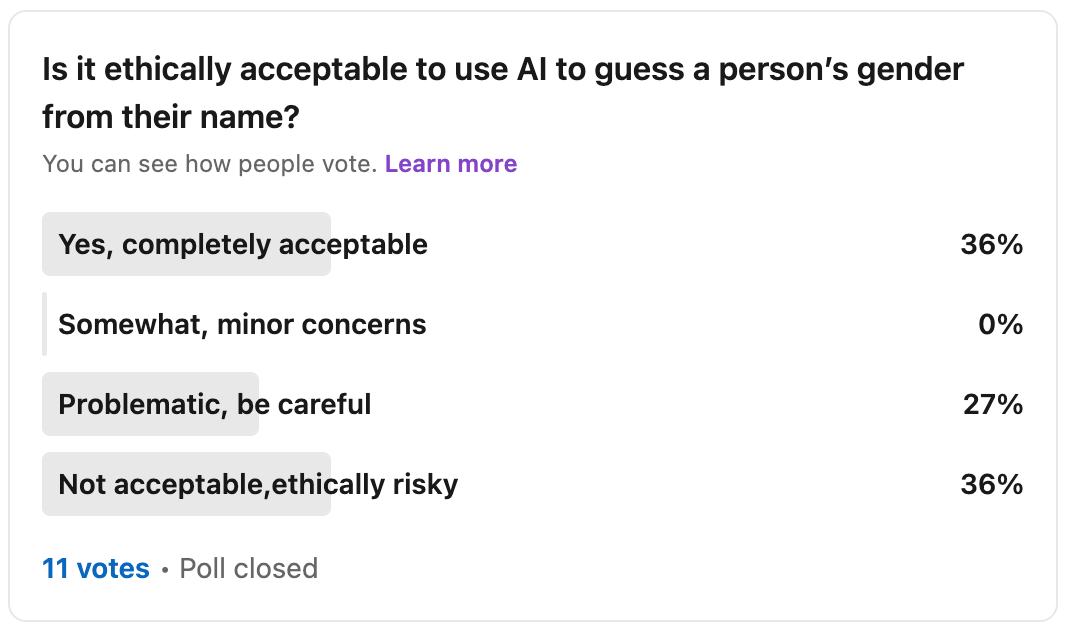 Is it ethically acceptable to use AI to guess a person’s gender
from their name?
You can see how people vote. Learn more
Yes, completely acceptable 36%
Somewhat, minor concerns 0%
Problematic, be careful 27%
Not acceptable,ethically risky 36%
11 votes • Poll closed